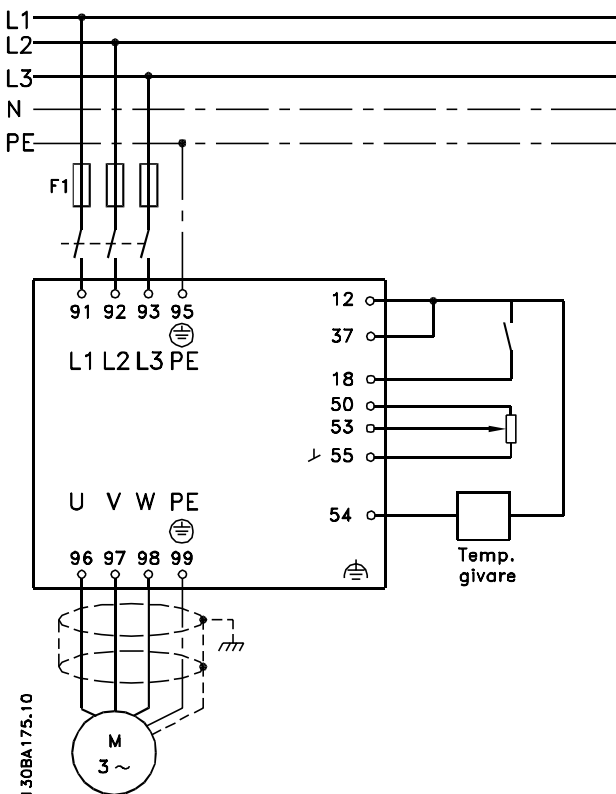 L1
L2
L3
N
PE
F1
91 92 93 95
L1 L2 L3 PE
12
37
18
50
53
55
54
U V W PE
96 97 98 99
Temp.
givare
M
3 ~
130BA175.10